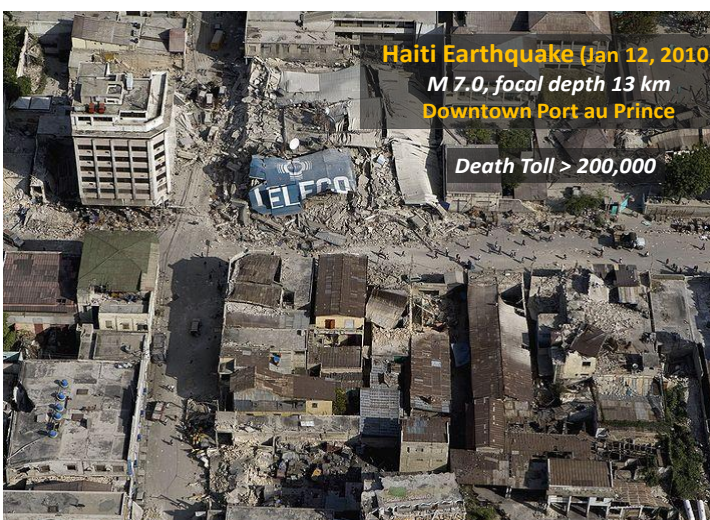 Haiti Earthquake (Jan 12, 2010
M 7.0, focal depth 13 km
Downtown Port au Prince
Death Toll > 200,000
TELECO